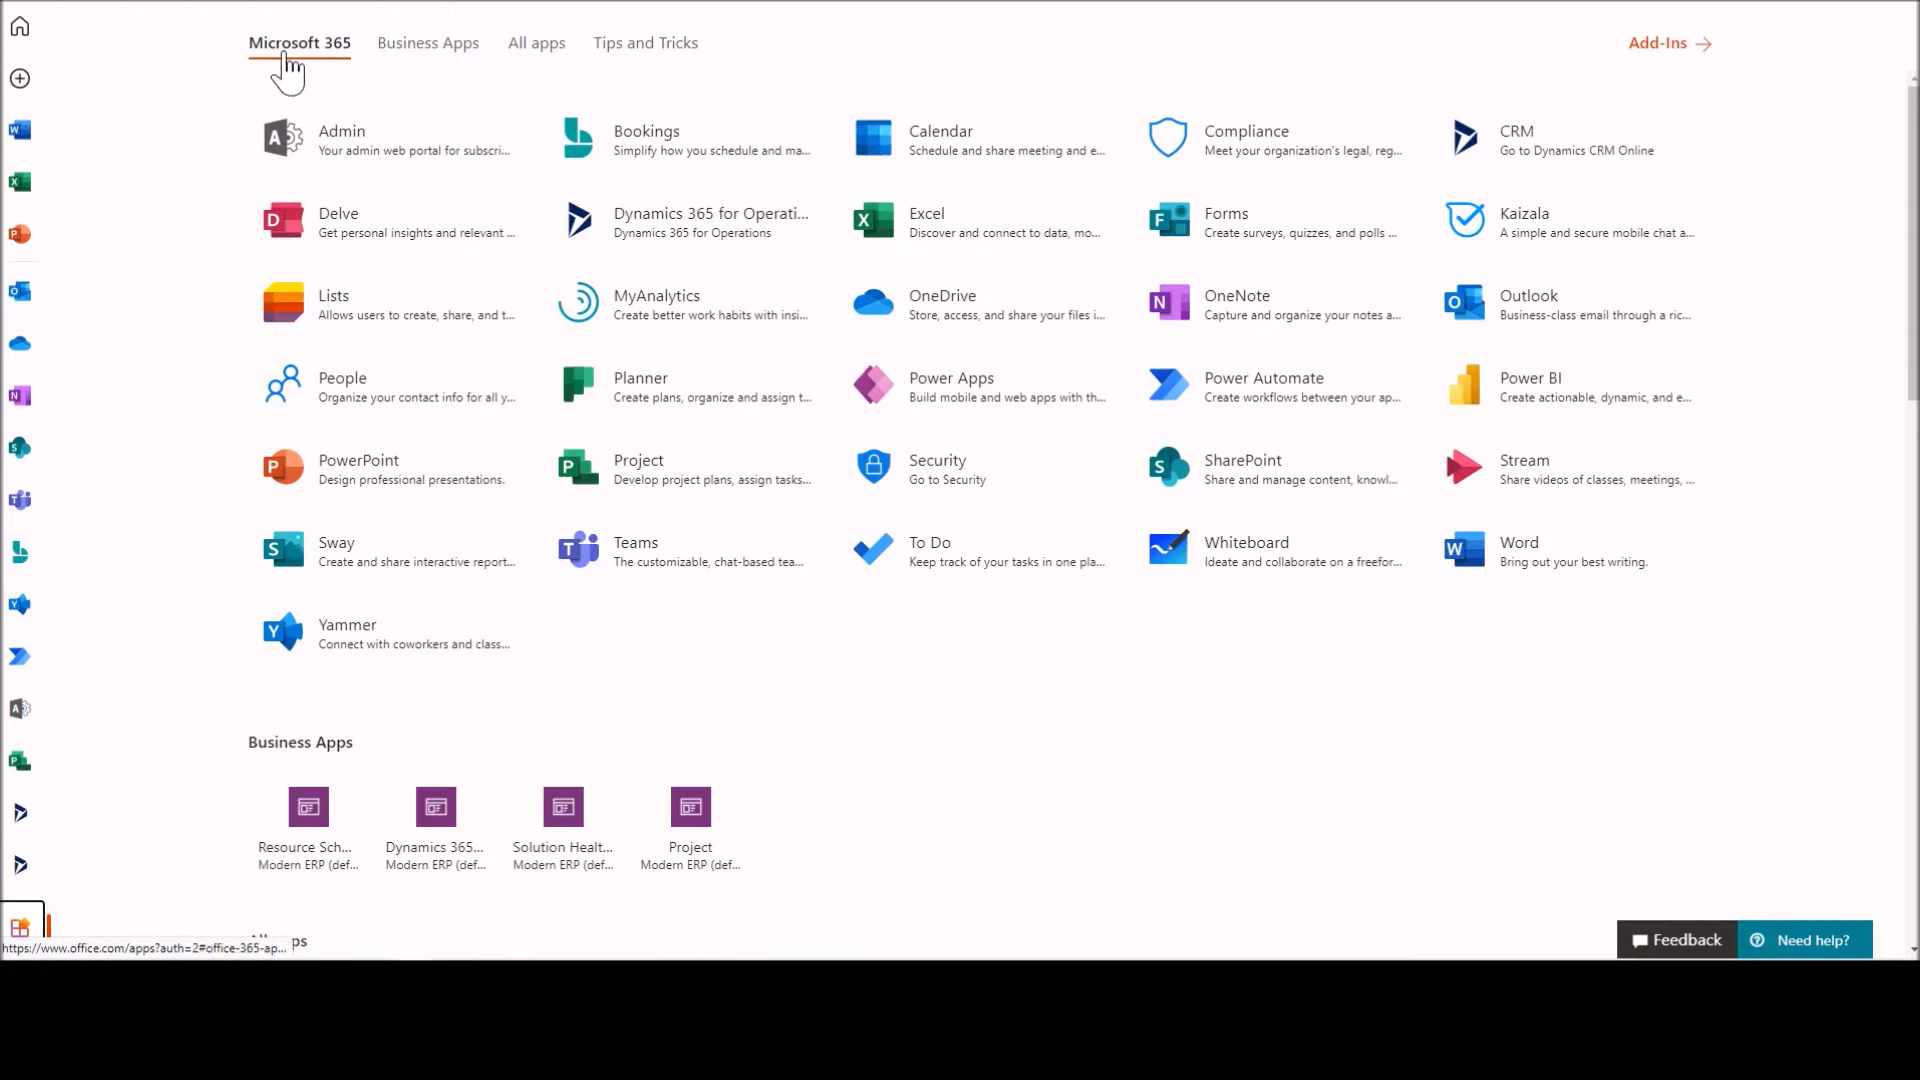 Microsoft 365 Business Apps All apps Tips and Tricks Add-Ins
Admin
Your admin web portal for subscri...
Bookings
Simplify how you schedule and ma...
Calendar
Schedule and share meeting and e...
Compliance
Meet your organization's legal, reg...
CRM
Go to Dynamics CRM Online
Delve
Get personal insights and relevant ...
Dynamics 365 for Operati...
Dynamics 365 for Operations
Excel
Discover and connect to data, mo...
Forms
Create surveys, quizzes, and polls ...
Kaizala
A simple and secure mobile chat a...
Lists
Allows users to create, share, and t...
MyAnalytics
Create better work habits with insi...
OneDrive
Store, access, and share your files i...
OneNote
Capture and organize your notes a...
Outlook
Business-class email through a ric...
People
Organize your contact info for all y...
Planner
Create plans, organize and assign t...
Power Apps
Build mobile and web apps with th...
Power Automate
Create workflows between your ap...
Power BI
Create actionable, dynamic, and e...
PowerPoint
Design professional presentations.
Project
Develop project plans, assign tasks...
Security
Go to Security
SharePoint
Share and manage content, knowl...
Stream
Share videos of classes, meetings, ...
Sway
Create and share interactive report...
Teams
The customizable, chat-based tea...
To Do
Keep track of your tasks in one pla...
Whiteboard
Ideate and collaborate on a freefor...
Word
Bring out your best writing.
Yammer
Connect with coworkers and class...
Business Apps
Resource Sch...
Modern ERP (def...
Dynamics 365...
Modern ERP (def...
Solution Healt...
Modern ERP (def...
Project
Modern ERP (def...
https://www.office.com/apps?auth=2#office-365-ap...
Feedback
Need help?